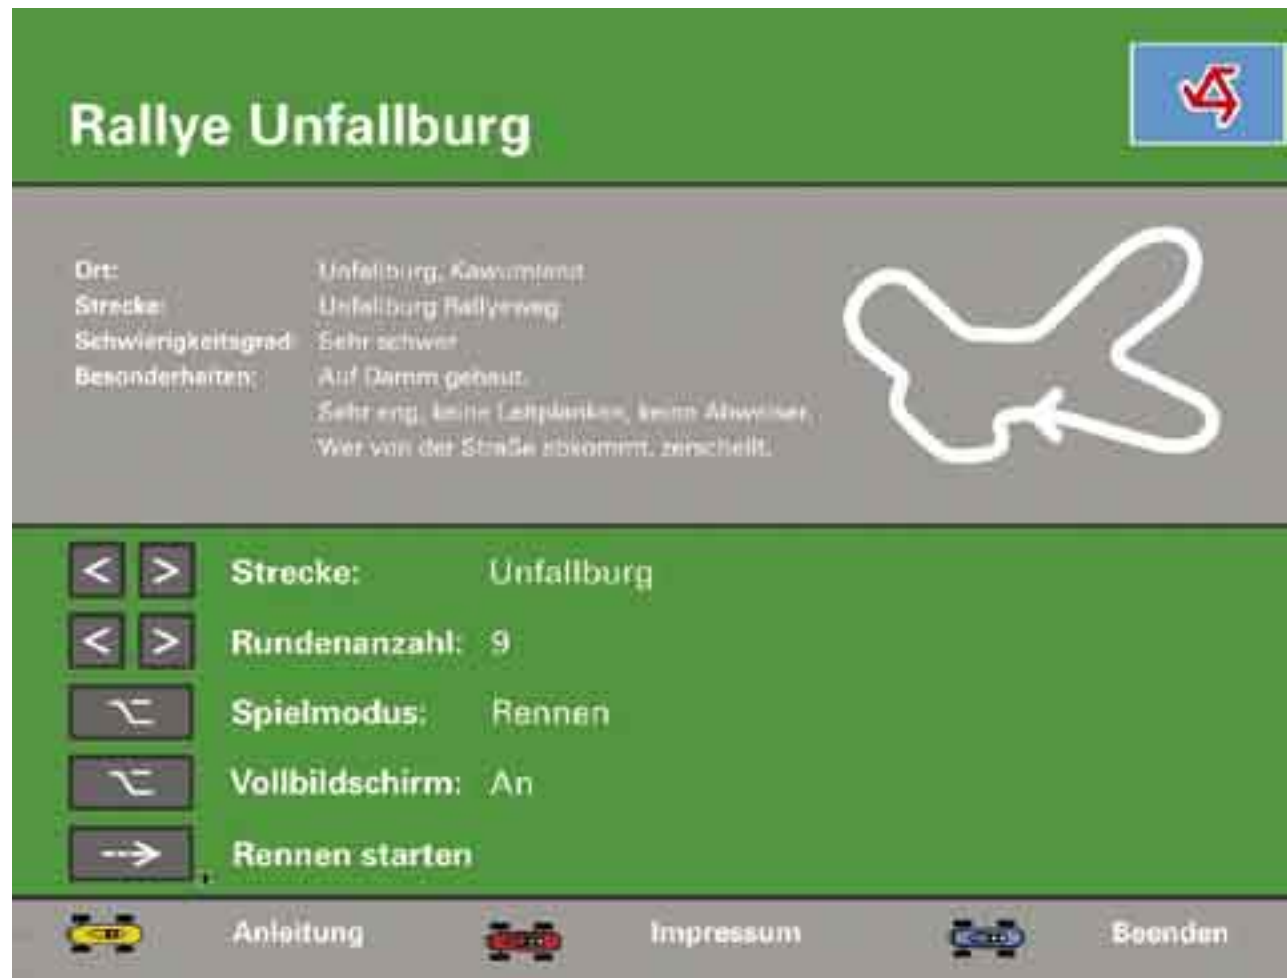 Rallye Unfallburg
Ort: Unfallburg, Kawumland
Strecke: Unfallburg Rallyeweg
Schwierigkeitsgrad: Sehr schwer
Besonderheiten: Auf Damm gebaut.
Sehr eng, keine Leitplanken, keine Abweiser.
Wer von der Straße abkommt, zerschellt.
< > Strecke: Unfallburg
< > Rundenanzahl: 9
Spielmodus: Rennen
Vollbildschirm: An
Rennen starten
Anleitung Impressum Beenden